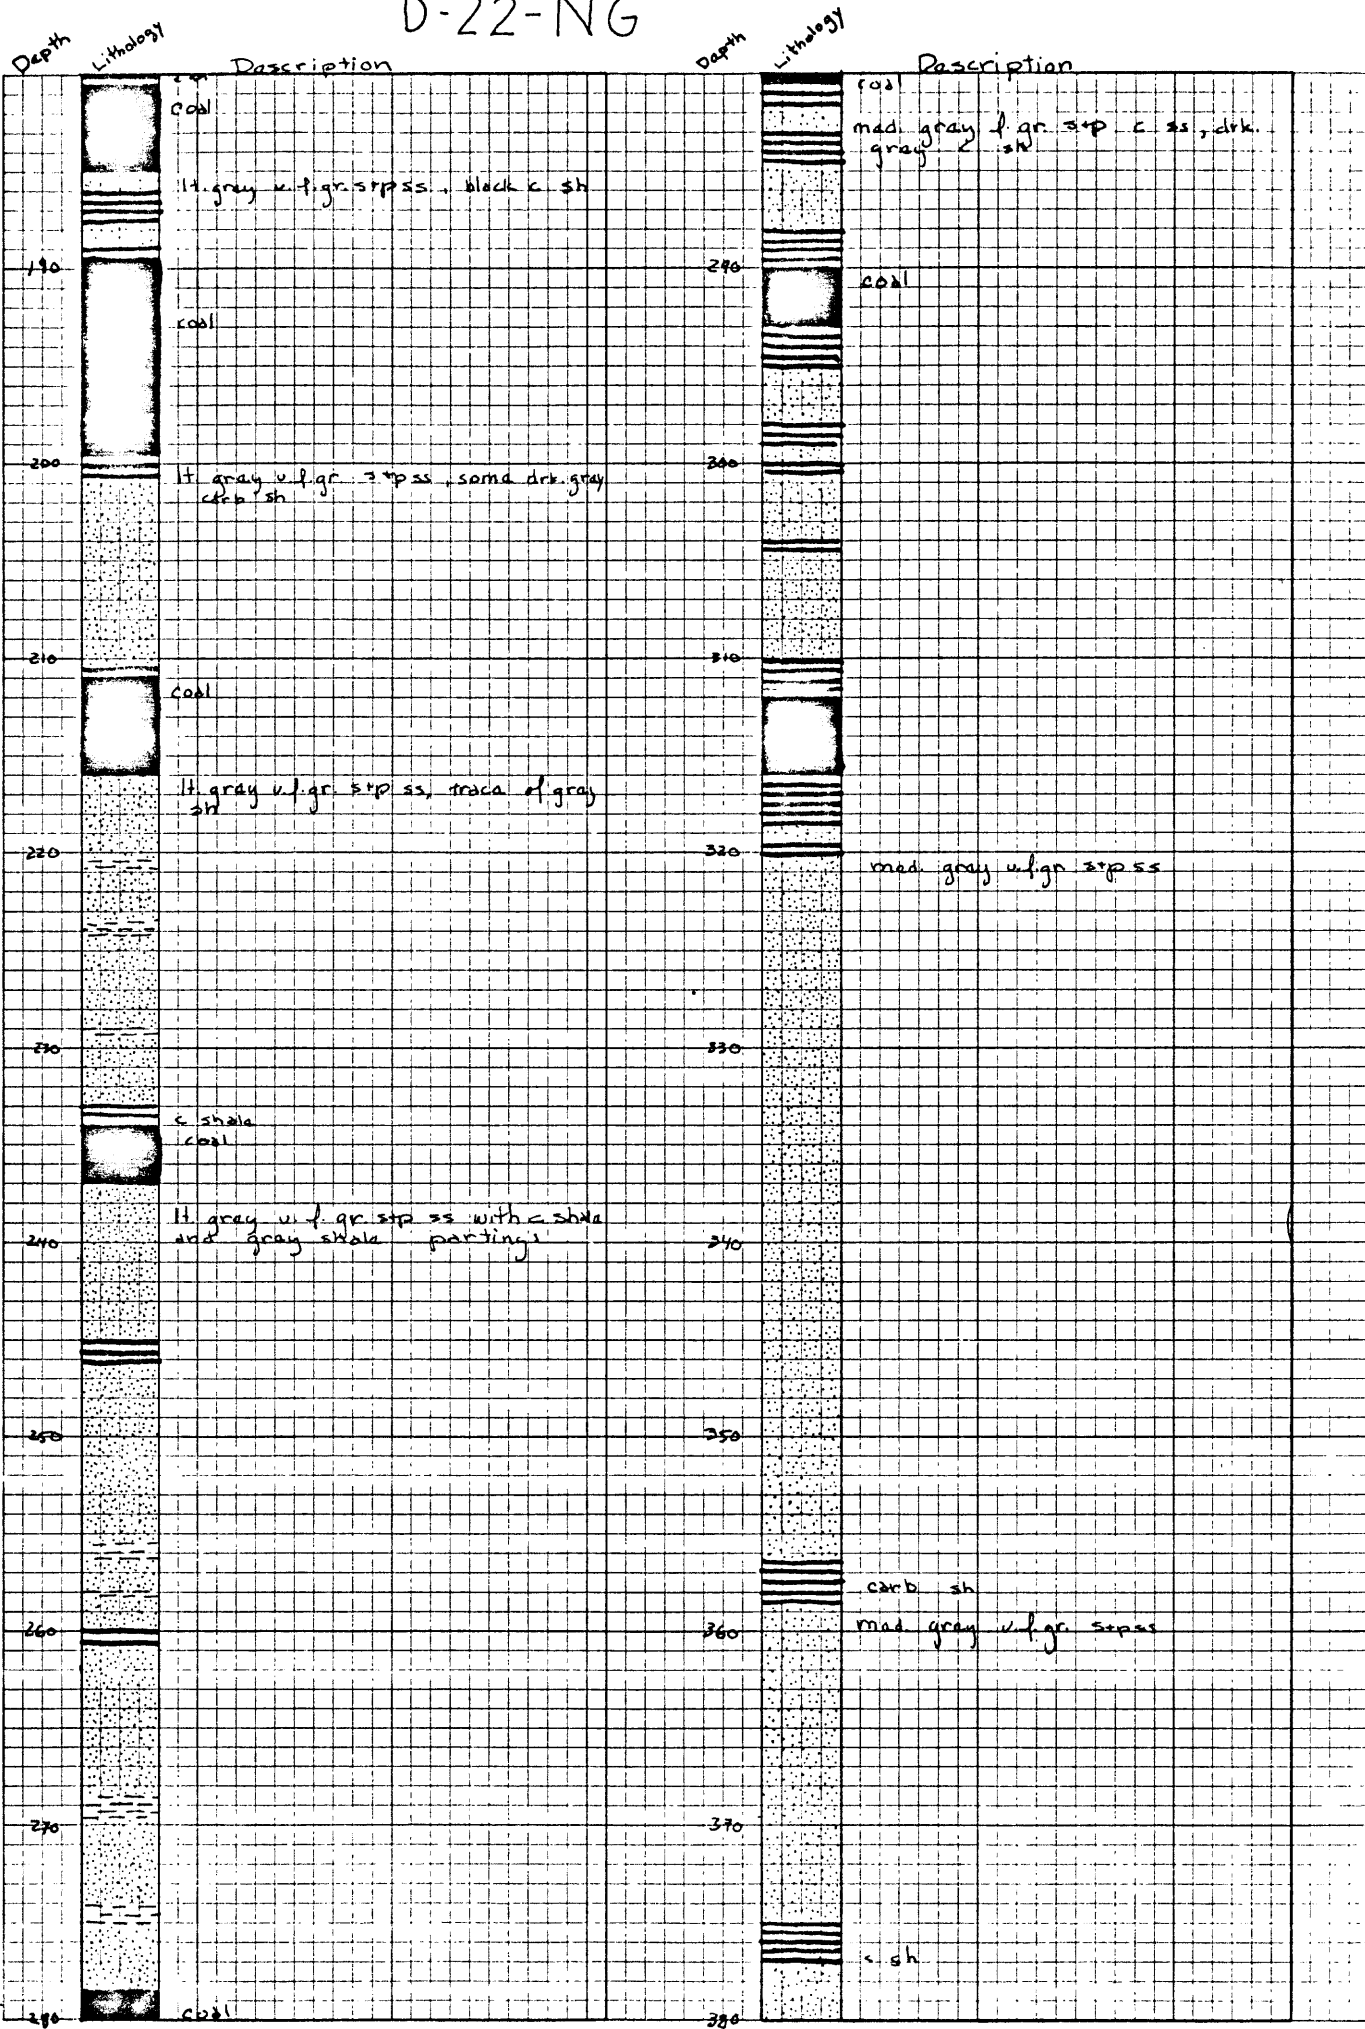 D-22-NG
Depth Lithology Description
coal
lt. gray v.f.gr. s+p ss, black c. sh
190
coal
200
lt. gray v.f.gr. s+p ss, some drk. gray
carb sh
210
coal
lt. gray v.f.gr. s+p ss, trace of gray
sh
220
230
c shale
coal
lt. gray v.f.gr. s+p ss with c shale
and gray shale partings
240
250
260
270
280
coal
Depth Lithology Description
coal
med. gray f.gr. s+p c ss, drk.
gray c sh
290
coal
300
310
320
med. gray v.f.gr s+p ss
330
340
350
carb sh
360
med. gray v.f.gr. s+p ss
370
c sh
380